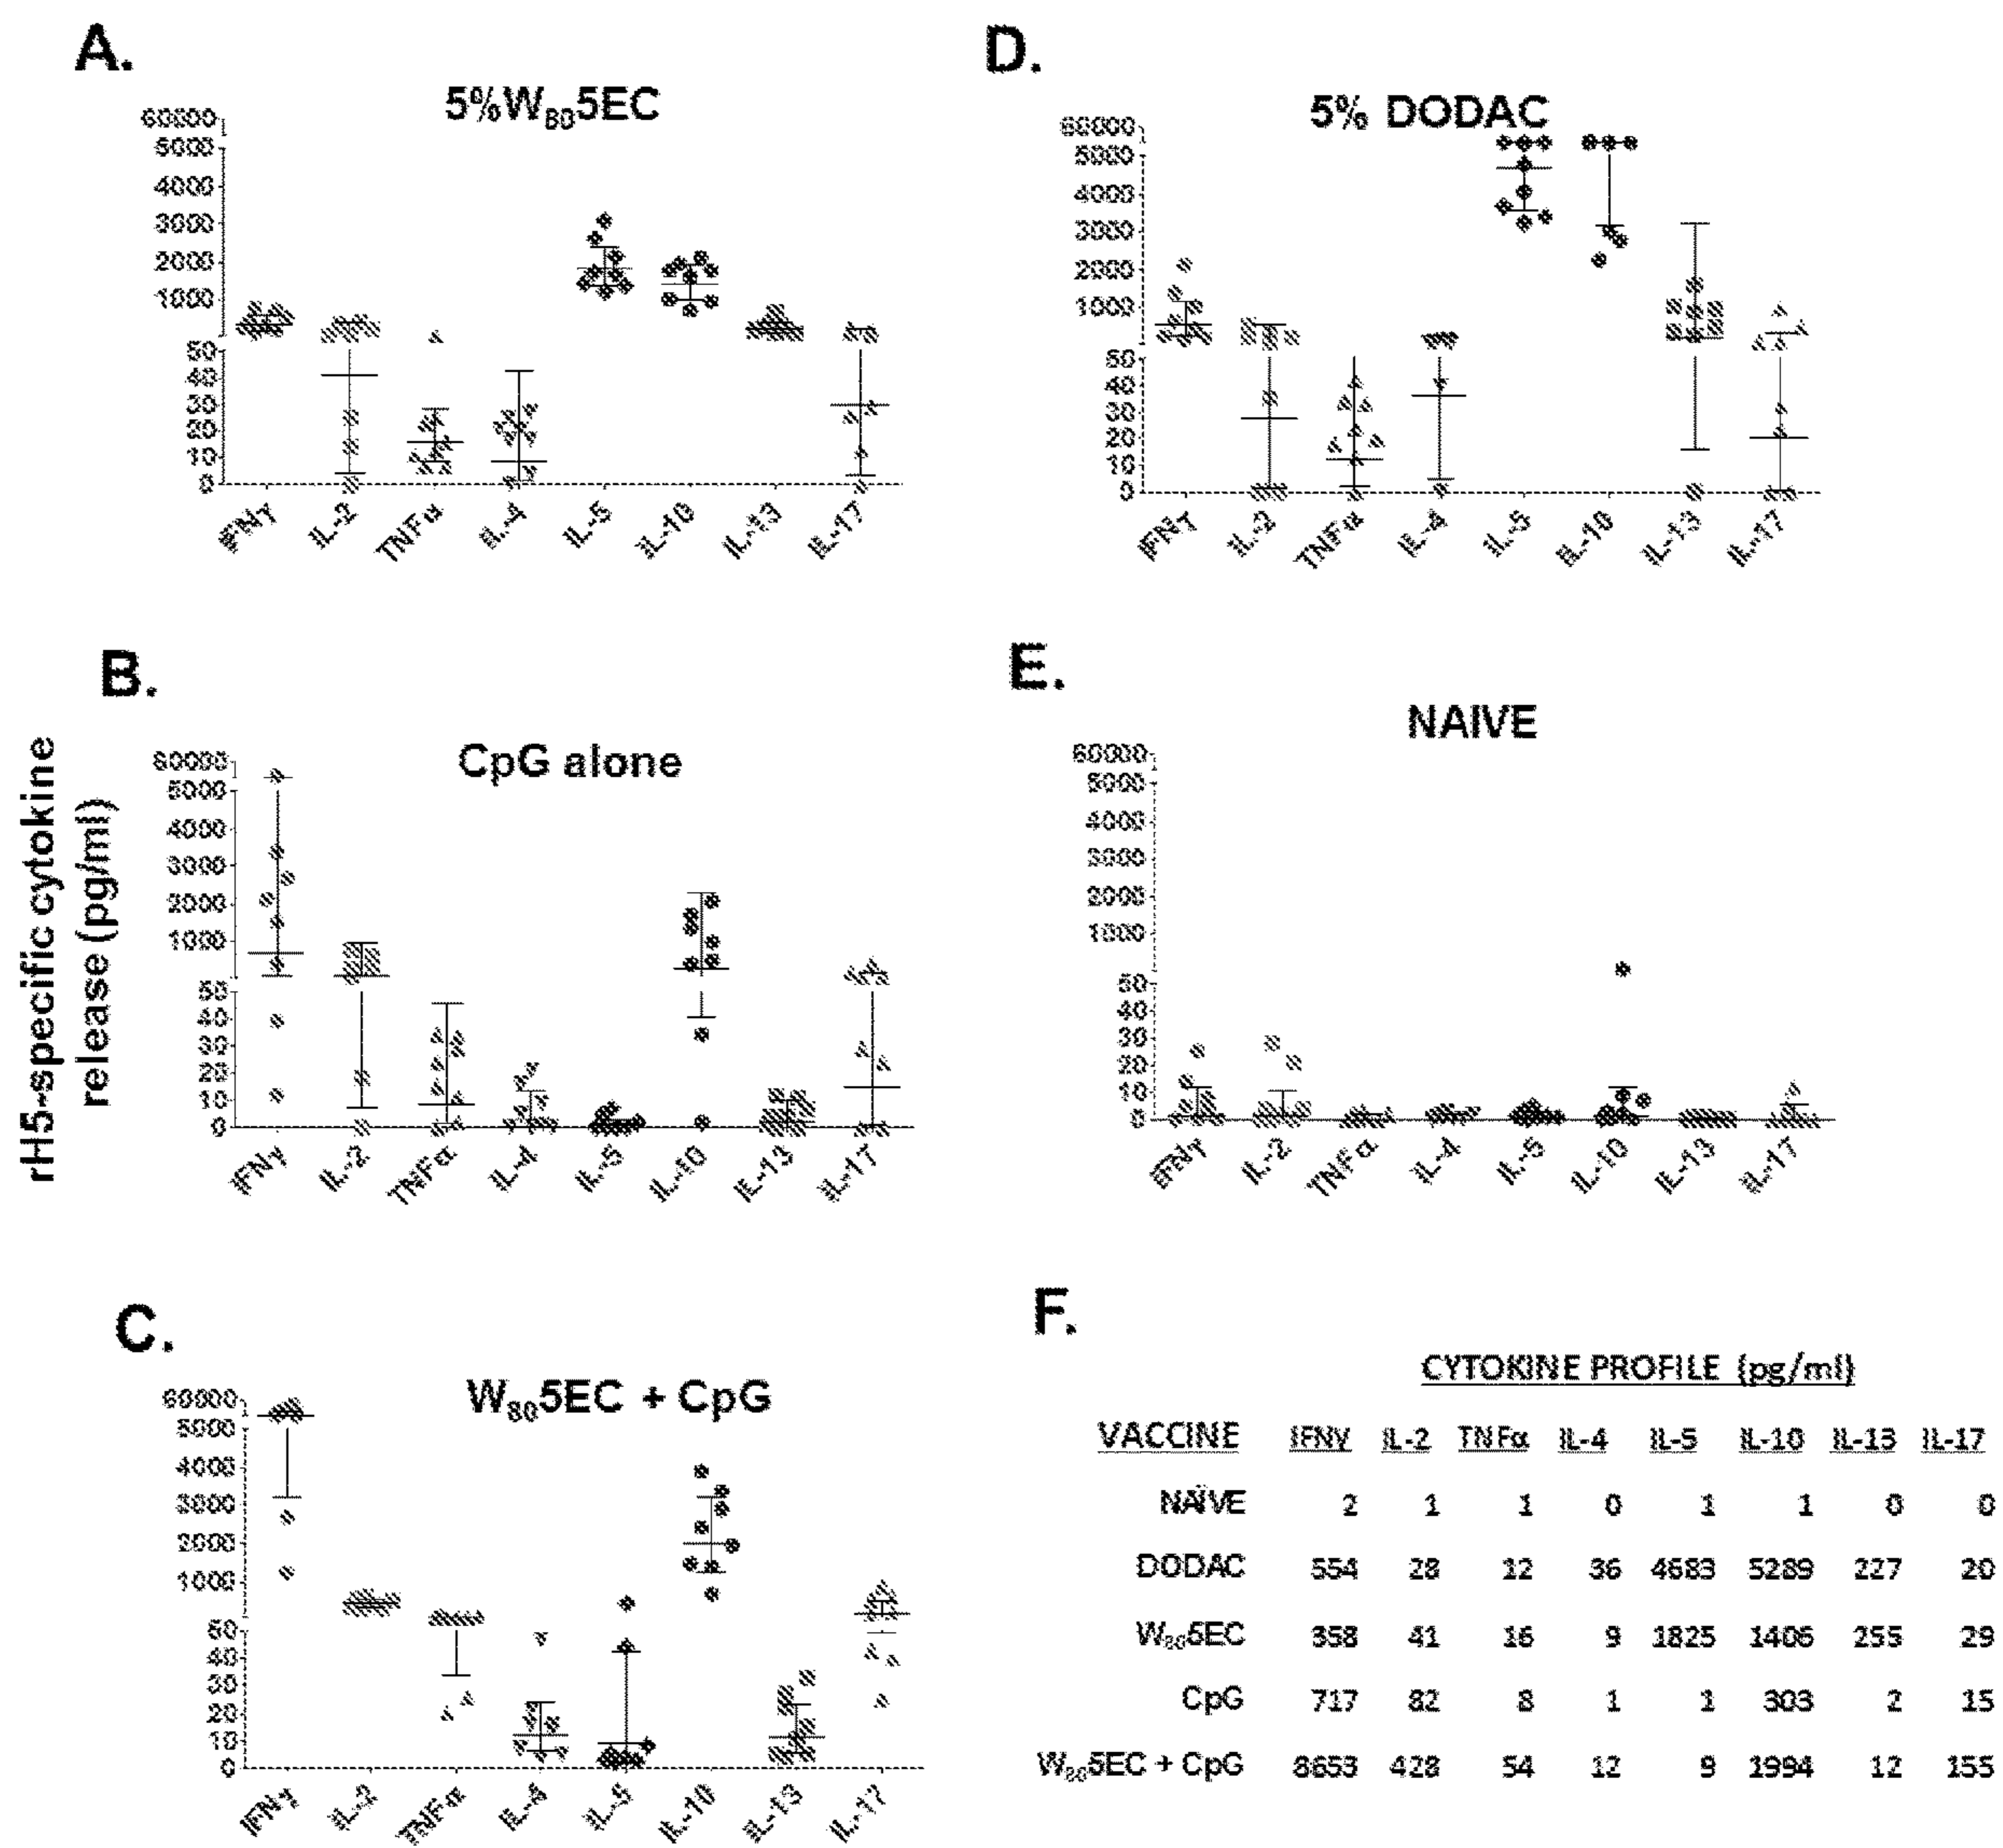 A.
5%W₈₀5EC
60000
5000
4000
3000
2000
1000
50
40
30
20
10
0
IFNγ IL-2 TNFα IL-4 IL-5 IL-10 IL-13 IL-17
B.
CpG alone
60000
5000
4000
3000
2000
1000
50
40
30
20
10
0
IFNγ IL-2 TNFα IL-4 IL-5 IL-10 IL-13 IL-17
rH5-specific cytokine
release (pg/ml)
C.
W₈₀5EC + CpG
60000
5000
4000
3000
2000
1000
50
40
30
20
10
0
IFNγ IL-2 TNFα IL-4 IL-5 IL-10 IL-13 IL-17
D.
5% DODAC
60000
5000
4000
3000
2000
1000
50
40
30
20
10
0
IFNγ IL-2 TNFα IL-4 IL-5 IL-10 IL-13 IL-17
E.
NAIVE
60000
5000
4000
3000
2000
1000
50
40
30
20
10
0
IFNγ IL-2 TNFα IL-4 IL-5 IL-10 IL-13 IL-17
F.
CYTOKINE PROFILE (pg/ml)
VACCINE IFNγ IL-2 TNFα IL-4 IL-5 IL-10 IL-13 IL-17
NAÏVE 2 1 1 0 1 1 0 0
DODAC 554 28 12 36 4683 5289 227 20
W₈₀5EC 358 41 16 9 1825 1406 255 29
CpG 717 82 8 1 1 303 2 15
W₈₀5EC + CpG 8653 428 54 12 9 1994 12 155